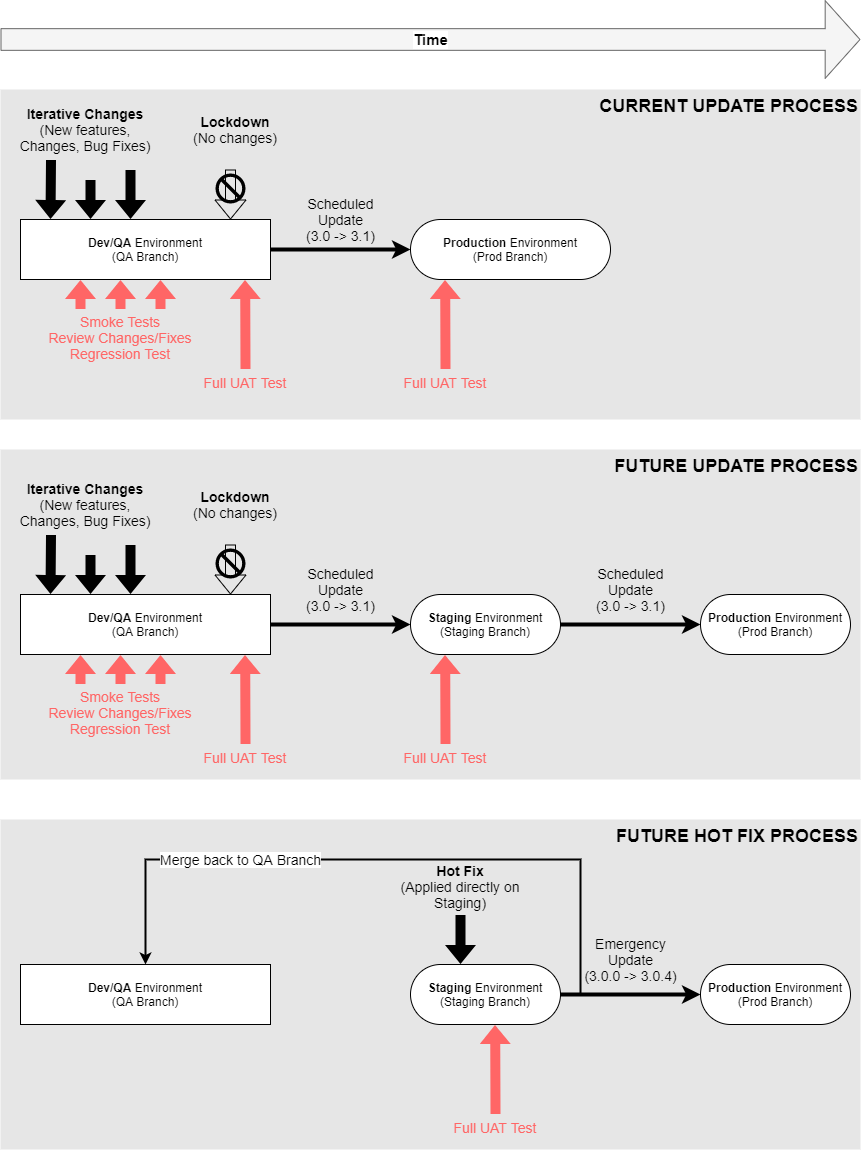 Time
CURRENT UPDATE PROCESS
Iterative Changes
(New features,
Changes, Bug Fixes)
Lockdown
(No changes)
Scheduled
Update
(3.0 -> 3.1)
Dev/QA Environment
(QA Branch)
Production Environment
(Prod Branch)
Smoke Tests
Review Changes/Fixes
Regression Test
Full UAT Test
Full UAT Test
FUTURE UPDATE PROCESS
Iterative Changes
(New features,
Changes, Bug Fixes)
Lockdown
(No changes)
Scheduled
Update
(3.0 -> 3.1)
Scheduled
Update
(3.0 -> 3.1)
Dev/QA Environment
(QA Branch)
Staging Environment
(Staging Branch)
Production Environment
(Prod Branch)
Smoke Tests
Review Changes/Fixes
Regression Test
Full UAT Test
Full UAT Test
FUTURE HOT FIX PROCESS
Merge back to QA Branch
Hot Fix
(Applied directly on
Staging)
Emergency
Update
(3.0.0 -> 3.0.4)
Dev/QA Environment
(QA Branch)
Staging Environment
(Staging Branch)
Production Environment
(Prod Branch)
Full UAT Test